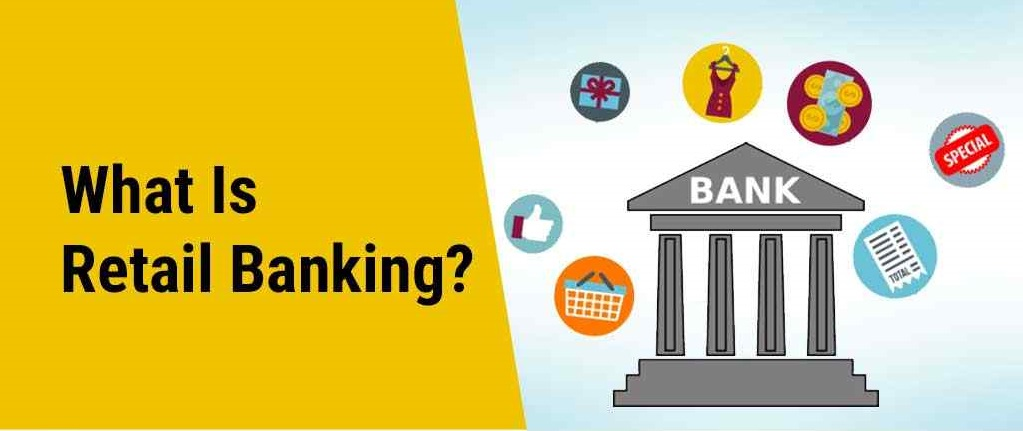 What Is
Retail Banking?
BANK
SPECIAL
TOTAL